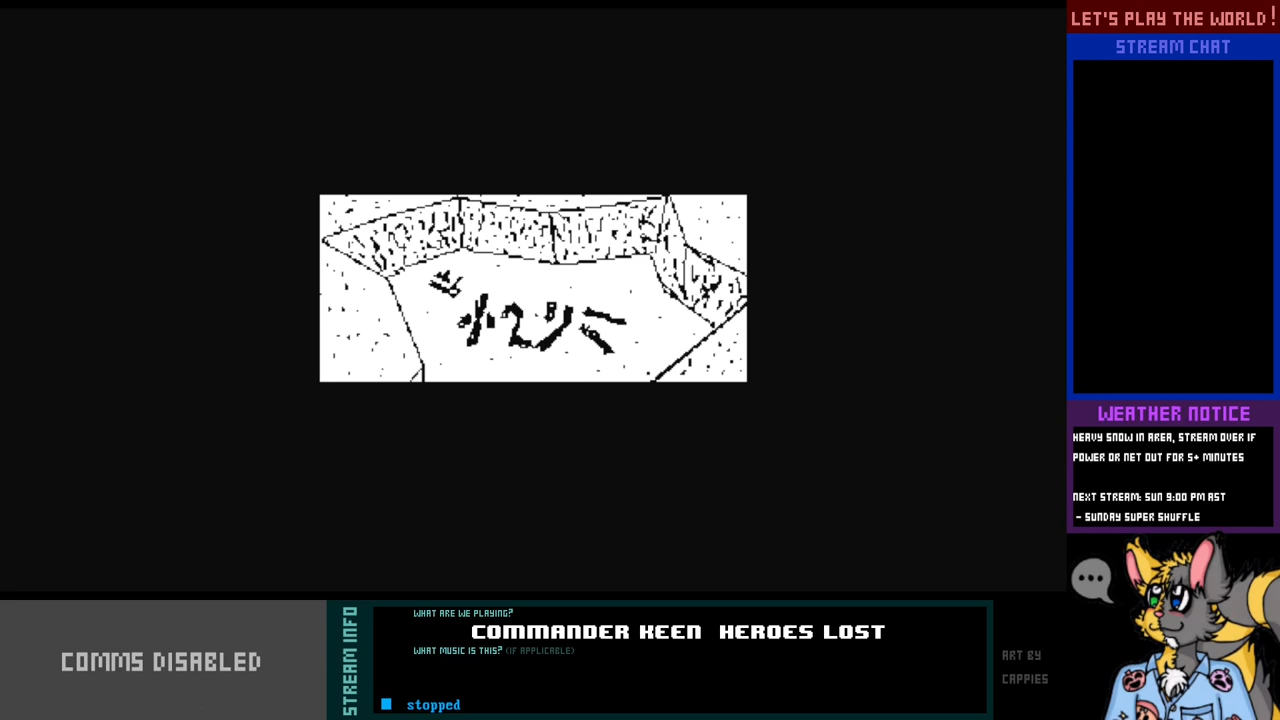 LET'S PLAY THE WORLD!
STREAM CHAT
WEATHER NOTICE
HEAVY SNOW IN AREA, STREAM OVER IF
POWER OR NET OUT FOR 5+ MINUTES
NEXT STREAM: SUN 9:00 PM AST
- SUNDAY SUPER SHUFFLE
...
COMMS DISABLED
STREAM INFO
WHAT ARE WE PLAYING?
COMMANDER KEEN HEROES LOST
WHAT MUSIC IS THIS? (IF APPLICABLE)
stopped
ART BY
CAPPIES